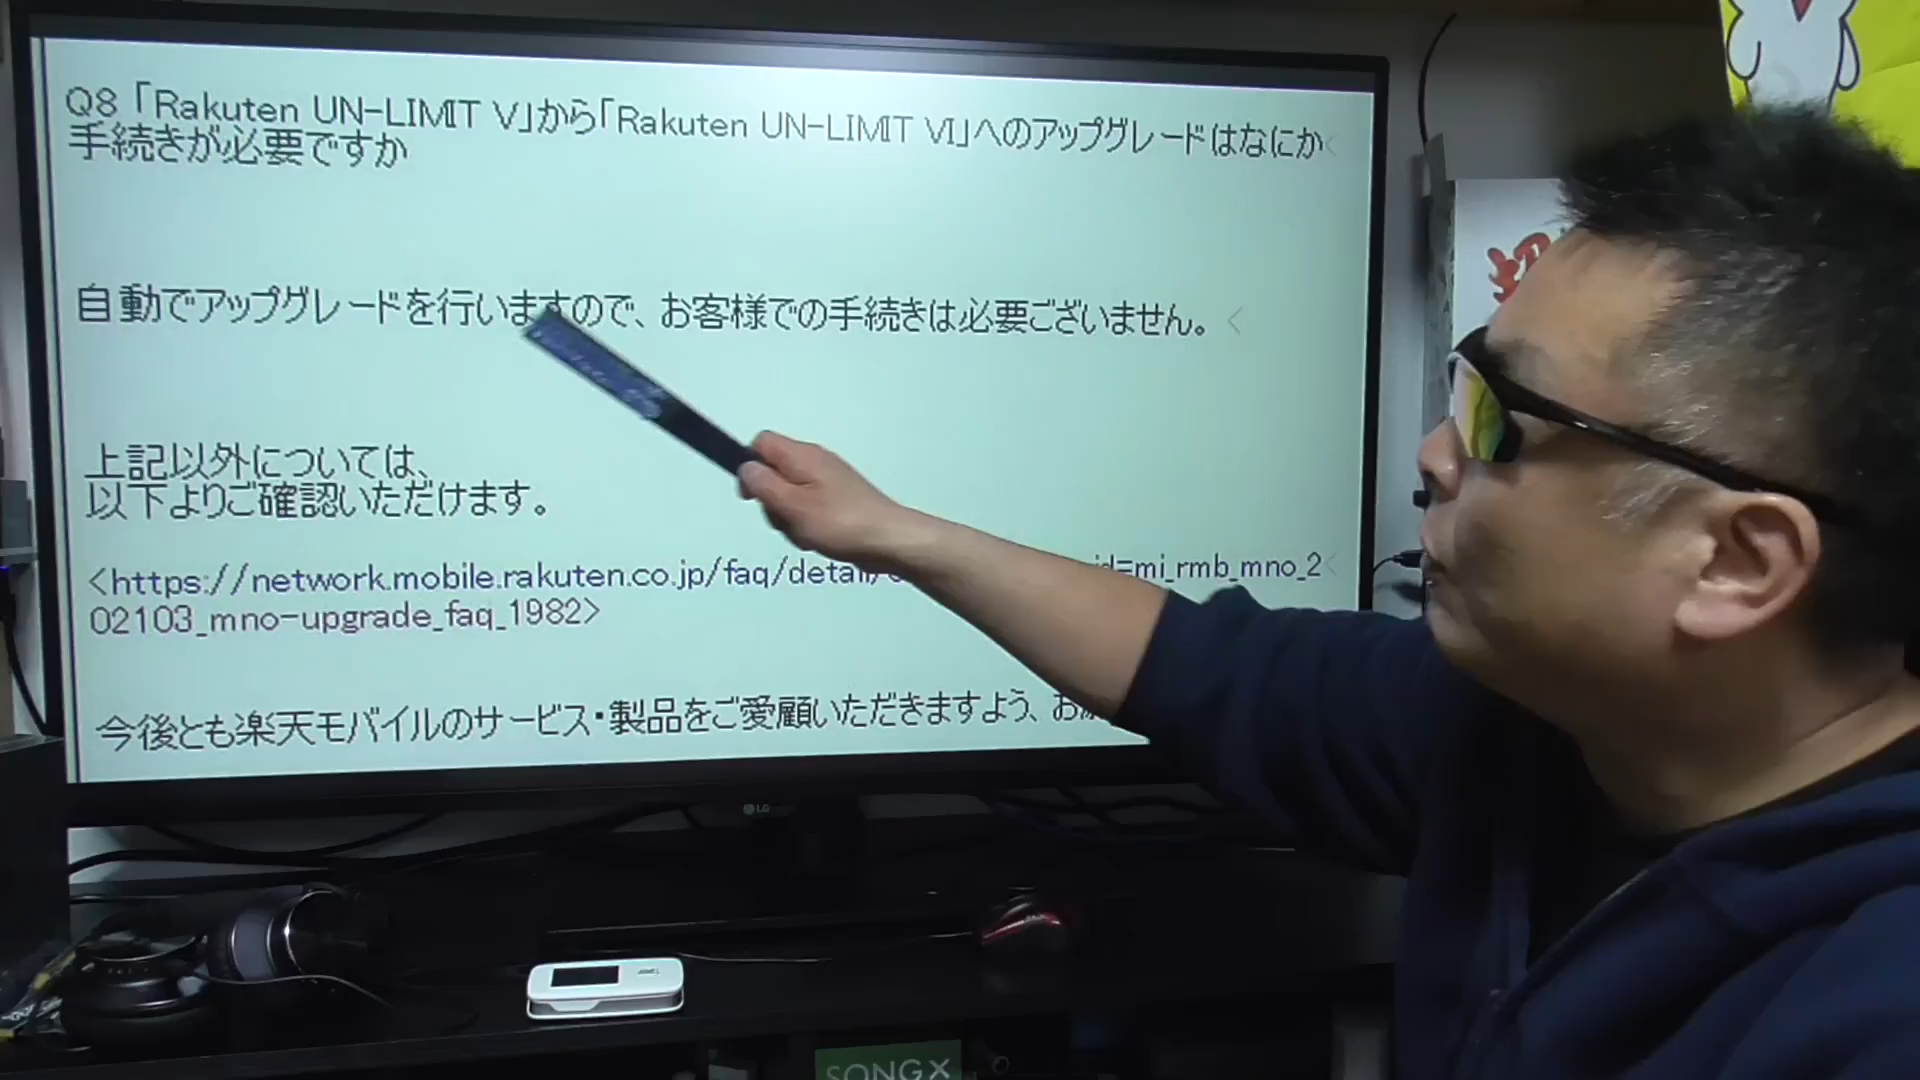 Q8 「Rakuten UN-LIMIT V」から「Rakuten UN-LIMIT VI」へのアップグレードはなにか
手続きが必要ですか
自動でアップグレードを行いますので、お客様での手続きは必要ございません。
上記以外については、
以下よりご確認いただけます。
<https://network.mobile.rakuten.co.jp/faq/detail/ id=mi_rmb_mno_2
02103_mno-upgrade_faq_1982>
今後とも楽天モバイルのサービス・製品をご愛顧いただきますよう、お
LG
SONGX